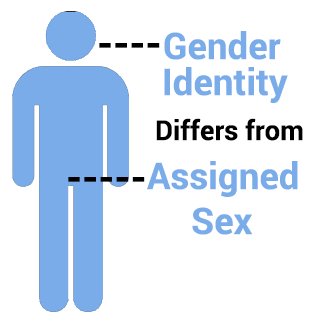 Gender
Identity
Differs from
Assigned
Sex